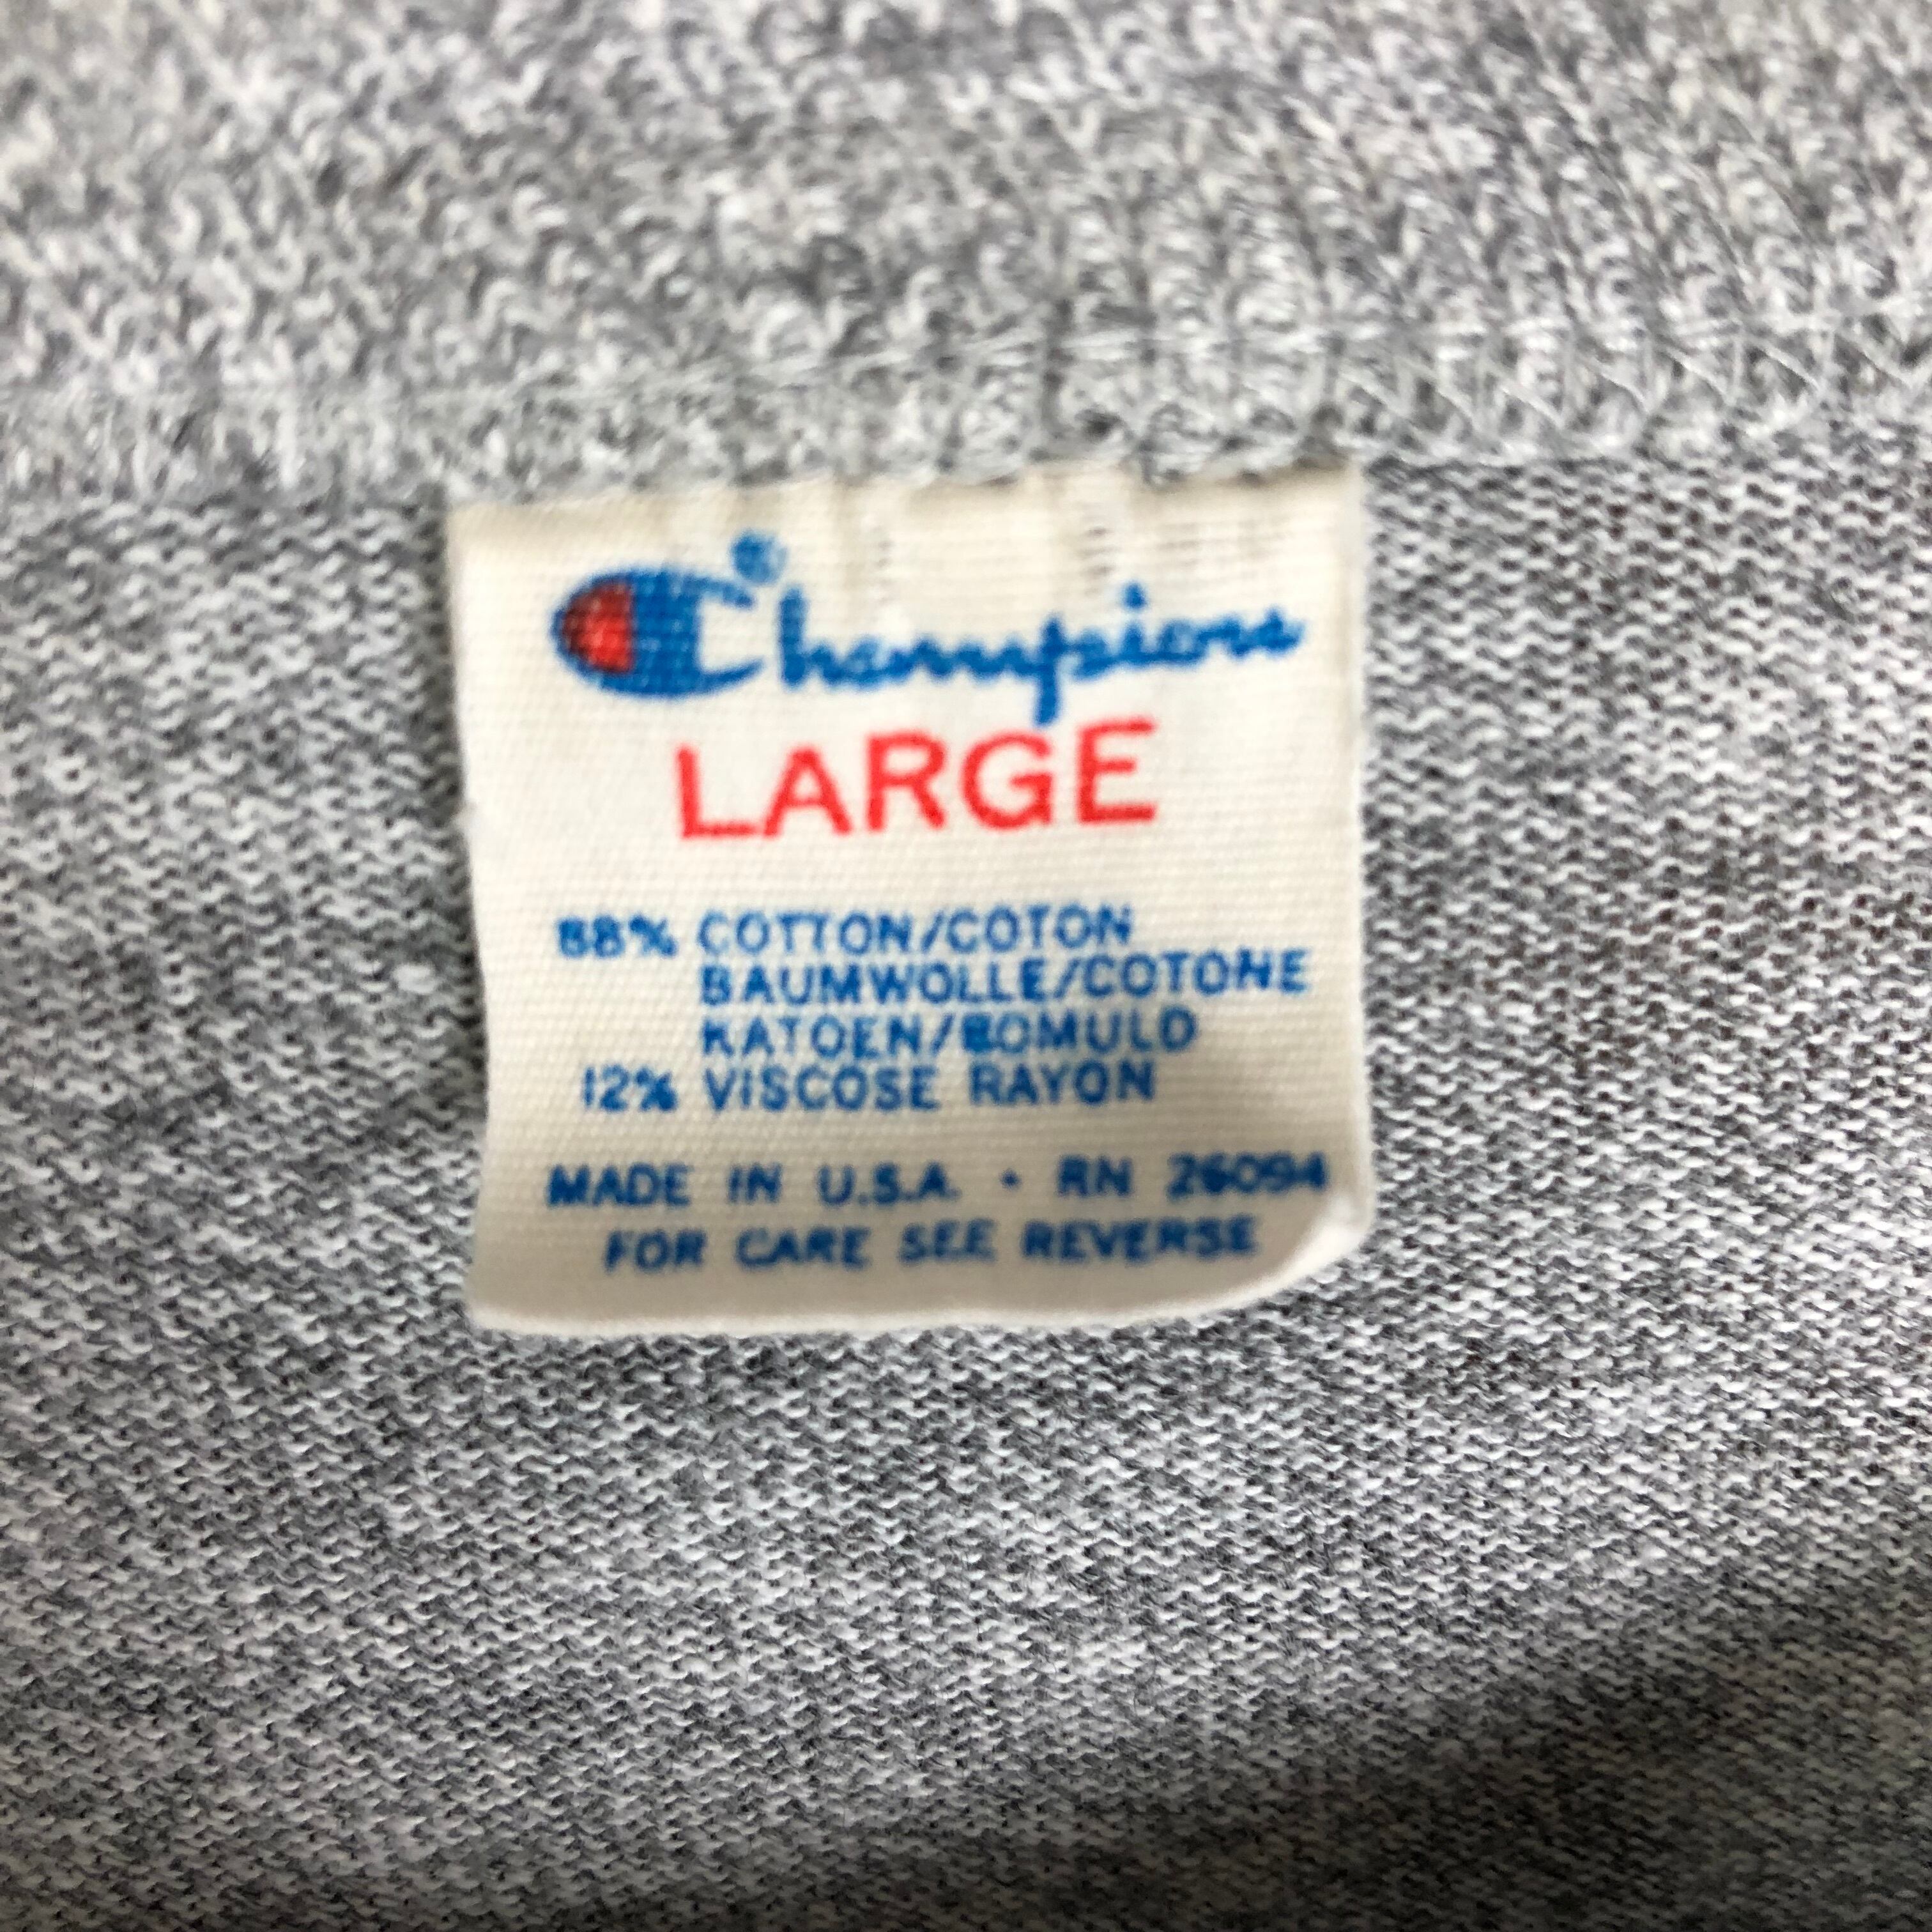 Champion®
LARGE
88% COTTON/COTON
BAUMWOLLE/COTONE
KATOEN/BOMULD
12% VISCOSE RAYON
MADE IN U.S.A. • RN 26094
FOR CARE SEE REVERSE